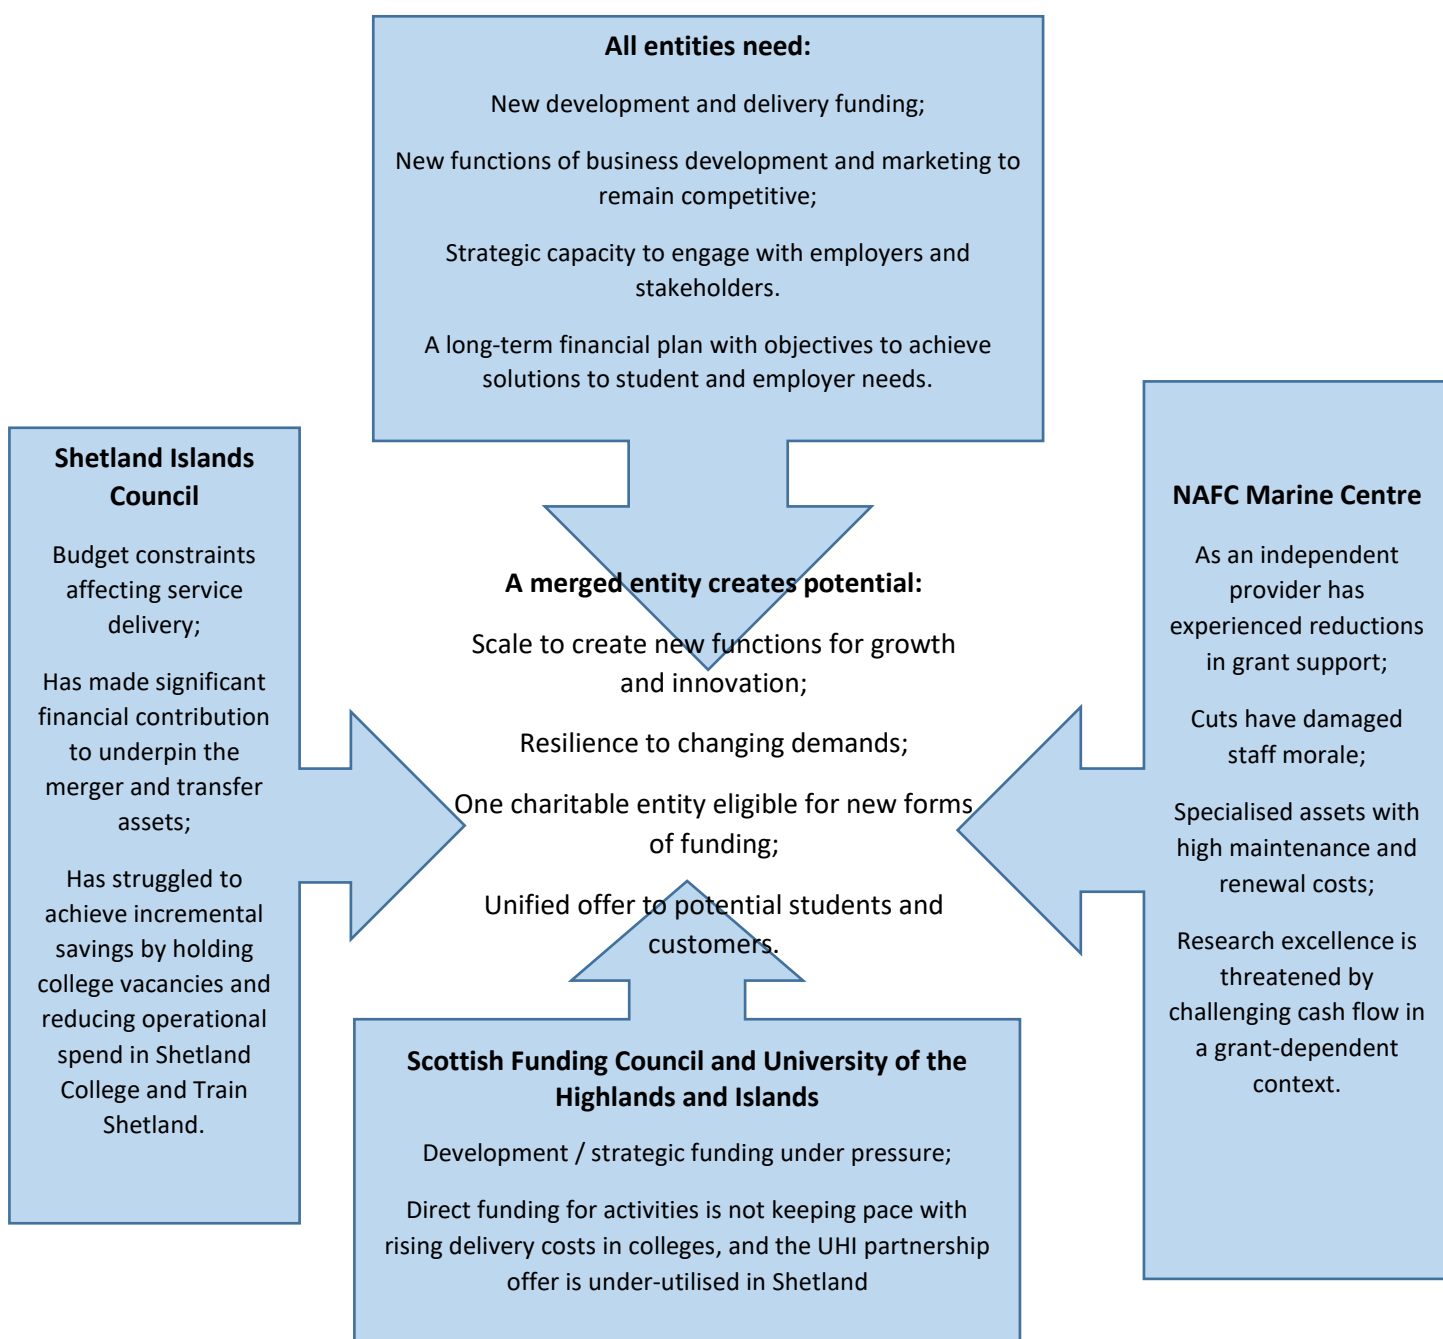 All entities need:
New development and delivery funding;
New functions of business development and marketing to
remain competitive;
Strategic capacity to engage with employers and
stakeholders.
A long-term financial plan with objectives to achieve
solutions to student and employer needs.
Shetland Islands
Council
Budget constraints
affecting service
delivery;
Has made significant
financial contribution
to underpin the
merger and transfer
assets;
Has struggled to
achieve incremental
savings by holding
college vacancies and
reducing operational
spend in Shetland
College and Train
Shetland.
A merged entity creates potential:
Scale to create new functions for growth
and innovation;
Resilience to changing demands;
One charitable entity eligible for new forms
of funding;
Unified offer to potential students and
customers.
NAFC Marine Centre
As an independent
provider has
experienced reductions
in grant support;
Cuts have damaged
staff morale;
Specialised assets with
high maintenance and
renewal costs;
Research excellence is
threatened by
challenging cash flow in
a grant-dependent
context.
Scottish Funding Council and University of the
Highlands and Islands
Development / strategic funding under pressure;
Direct funding for activities is not keeping pace with
rising delivery costs in colleges, and the UHI partnership
offer is under-utilised in Shetland